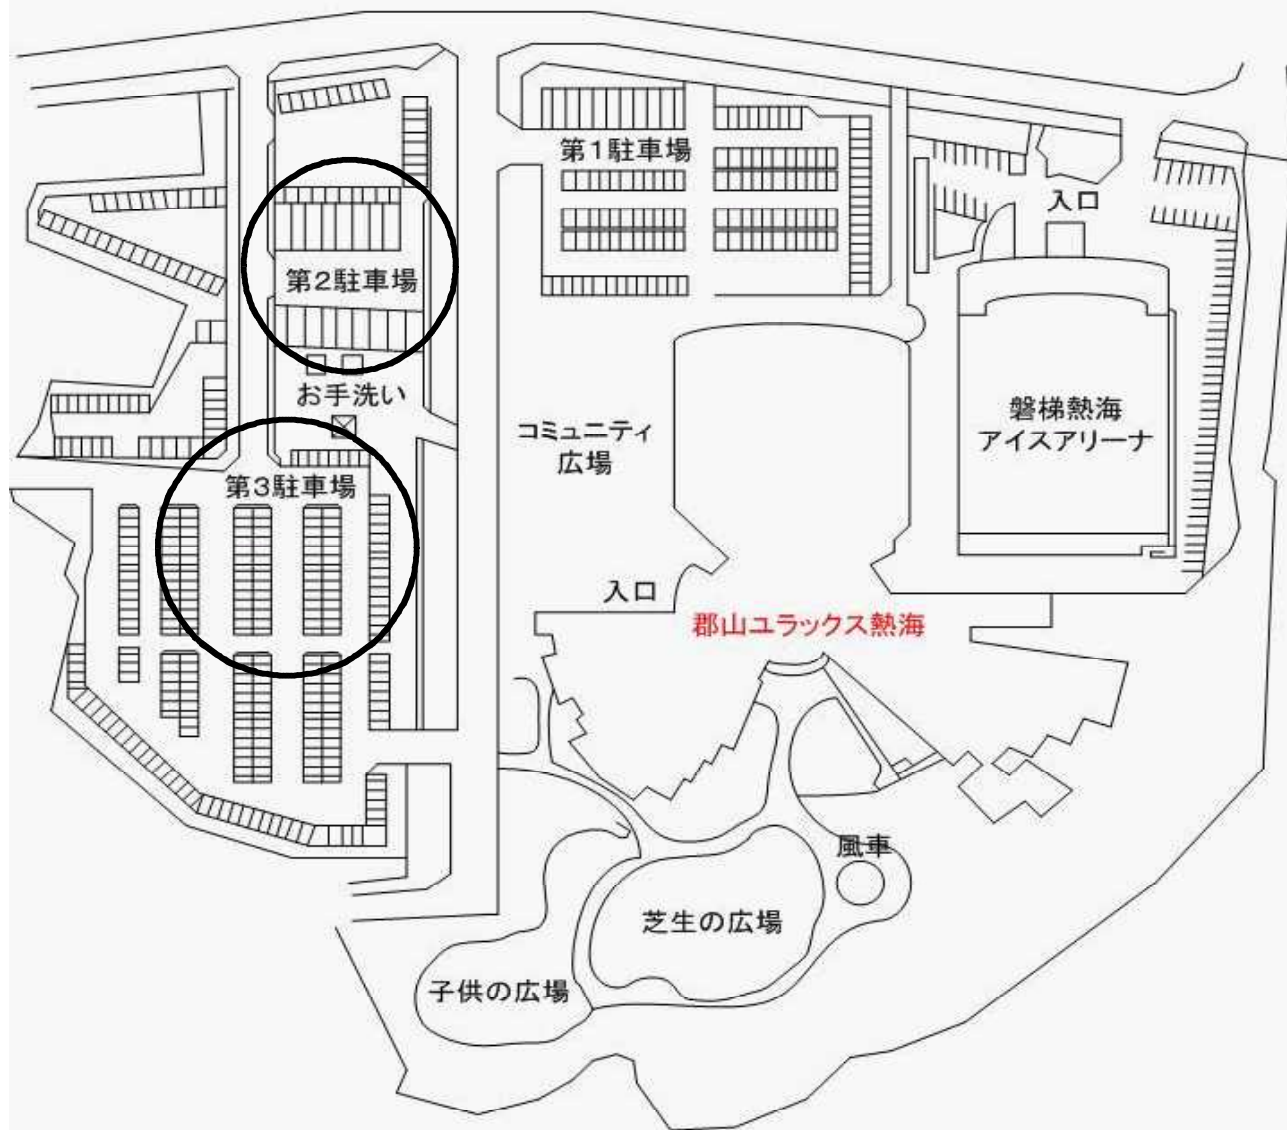 第1駐車場
入口
第2駐車場
お手洗い
コミュニティ
広場
磐梯熱海
アイスアリーナ
第3駐車場
入口
郡山ユラックス熱海
風車
芝生の広場
子供の広場